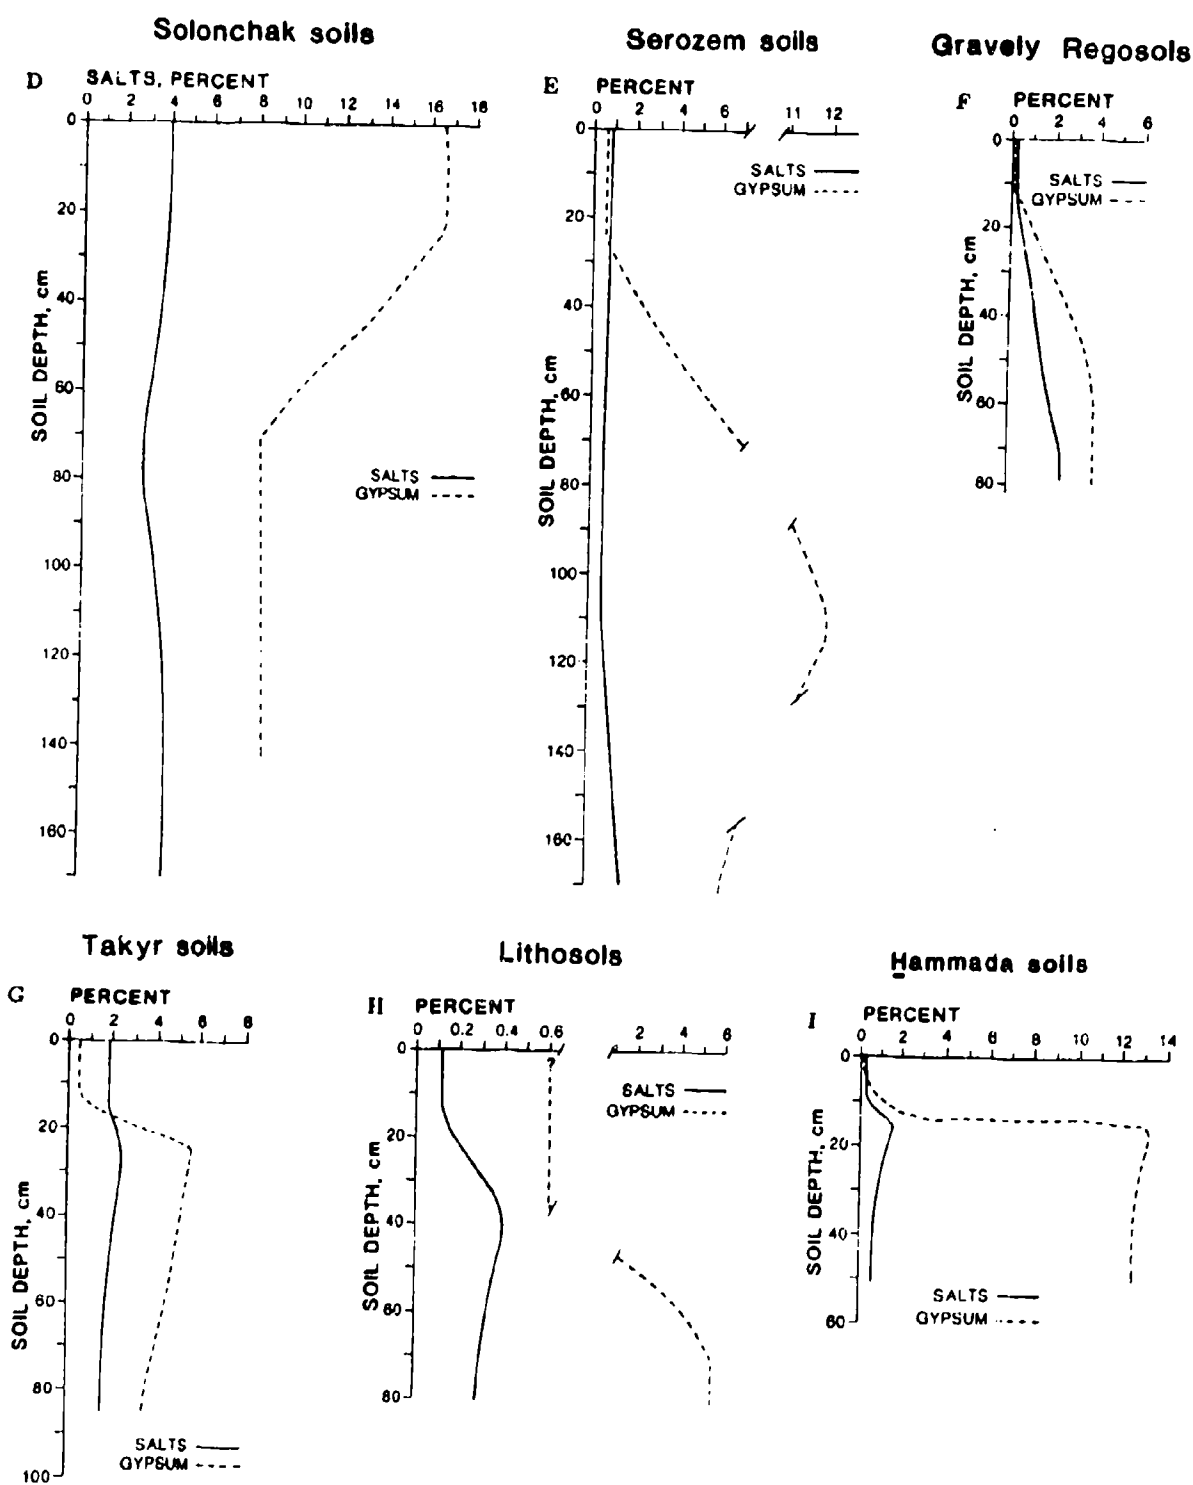 Solonchak soils
D SALTS, PERCENT
0 2 4 6 8 10 12 14 16 18
0
20
40
60
80
100
120
140
160
SOIL DEPTH, cm
SALTS
GYPSUM
Serozem soils
E PERCENT
0 2 4 6 11 12
0
20
40
60
80
100
120
140
160
SOIL DEPTH, cm
SALTS
GYPSUM
Gravely Regosols
F PERCENT
0 2 4 6
0
20
40
60
80
SOIL DEPTH, cm
SALTS
GYPSUM
Takyr soils
G PERCENT
0 2 4 6 8
0
20
40
60
80
100
SOIL DEPTH, cm
SALTS
GYPSUM
Lithosols
H PERCENT
0 0.2 0.4 0.6 2 4 6
0
?
20
40
60
80
SOIL DEPTH, cm
SALTS
GYPSUM
Hammada soils
I PERCENT
0 2 4 6 8 10 12 14
0
20
40
60
SOIL DEPTH, cm
SALTS
GYPSUM